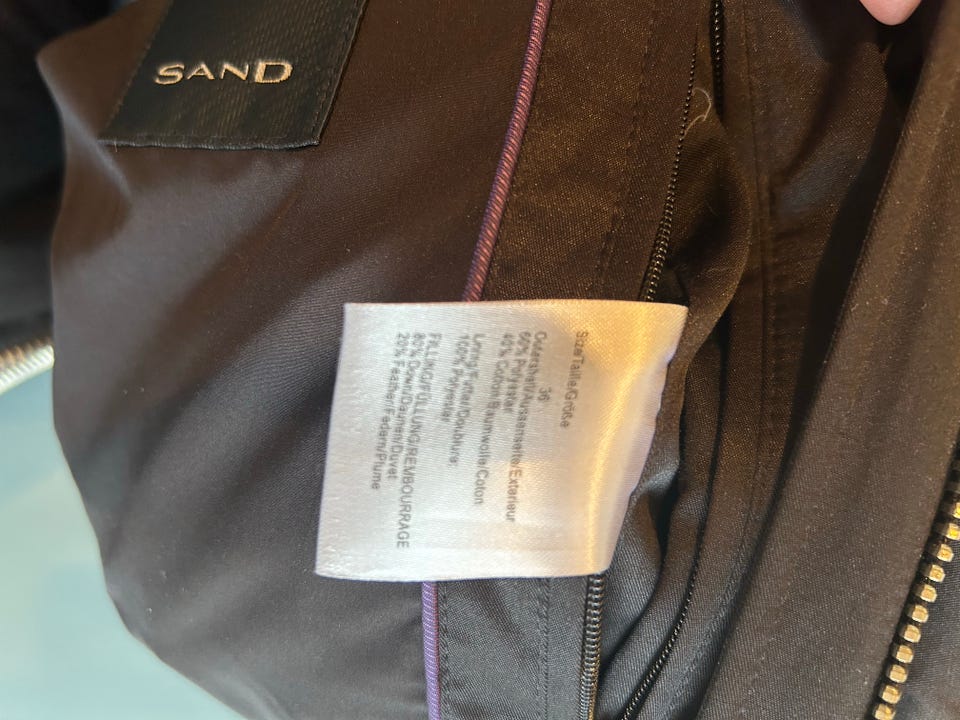 SAND
Size/Taille/Größe
36
Outersten/Aussenseite/Exterieur
60% Polyester
40% Cotton/Baumwolle/Coton
Lining/Futter/Doublure:
100% Polyester
FILLING/FÜLLUNG/REMBOURRAGE
80% Down/Daunen/Duvet
20% Feather/Federn/Plume